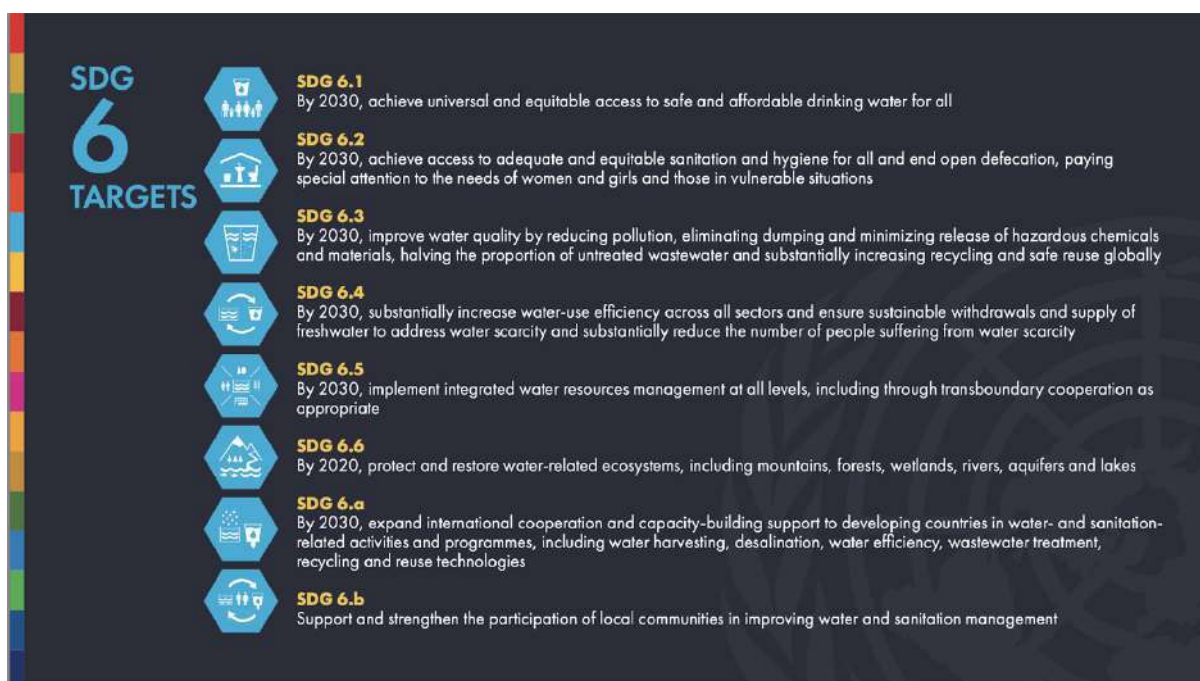 SDG
6
TARGETS
SDG 6.1
By 2030, achieve universal and equitable access to safe and affordable drinking water for all
SDG 6.2
By 2030, achieve access to adequate and equitable sanitation and hygiene for all and end open defecation, paying
special attention to the needs of women and girls and those in vulnerable situations
SDG 6.3
By 2030, improve water quality by reducing pollution, eliminating dumping and minimizing release of hazardous chemicals
and materials, halving the proportion of untreated wastewater and substantially increasing recycling and safe reuse globally
SDG 6.4
By 2030, substantially increase water-use efficiency across all sectors and ensure sustainable withdrawals and supply of
freshwater to address water scarcity and substantially reduce the number of people suffering from water scarcity
SDG 6.5
By 2030, implement integrated water resources management at all levels, including through transboundary cooperation as
appropriate
SDG 6.6
By 2020, protect and restore water-related ecosystems, including mountains, forests, wetlands, rivers, aquifers and lakes
SDG 6.a
By 2030, expand international cooperation and capacity-building support to developing countries in water- and sanitation-
related activities and programmes, including water harvesting, desalination, water efficiency, wastewater treatment,
recycling and reuse technologies
SDG 6.b
Support and strengthen the participation of local communities in improving water and sanitation management